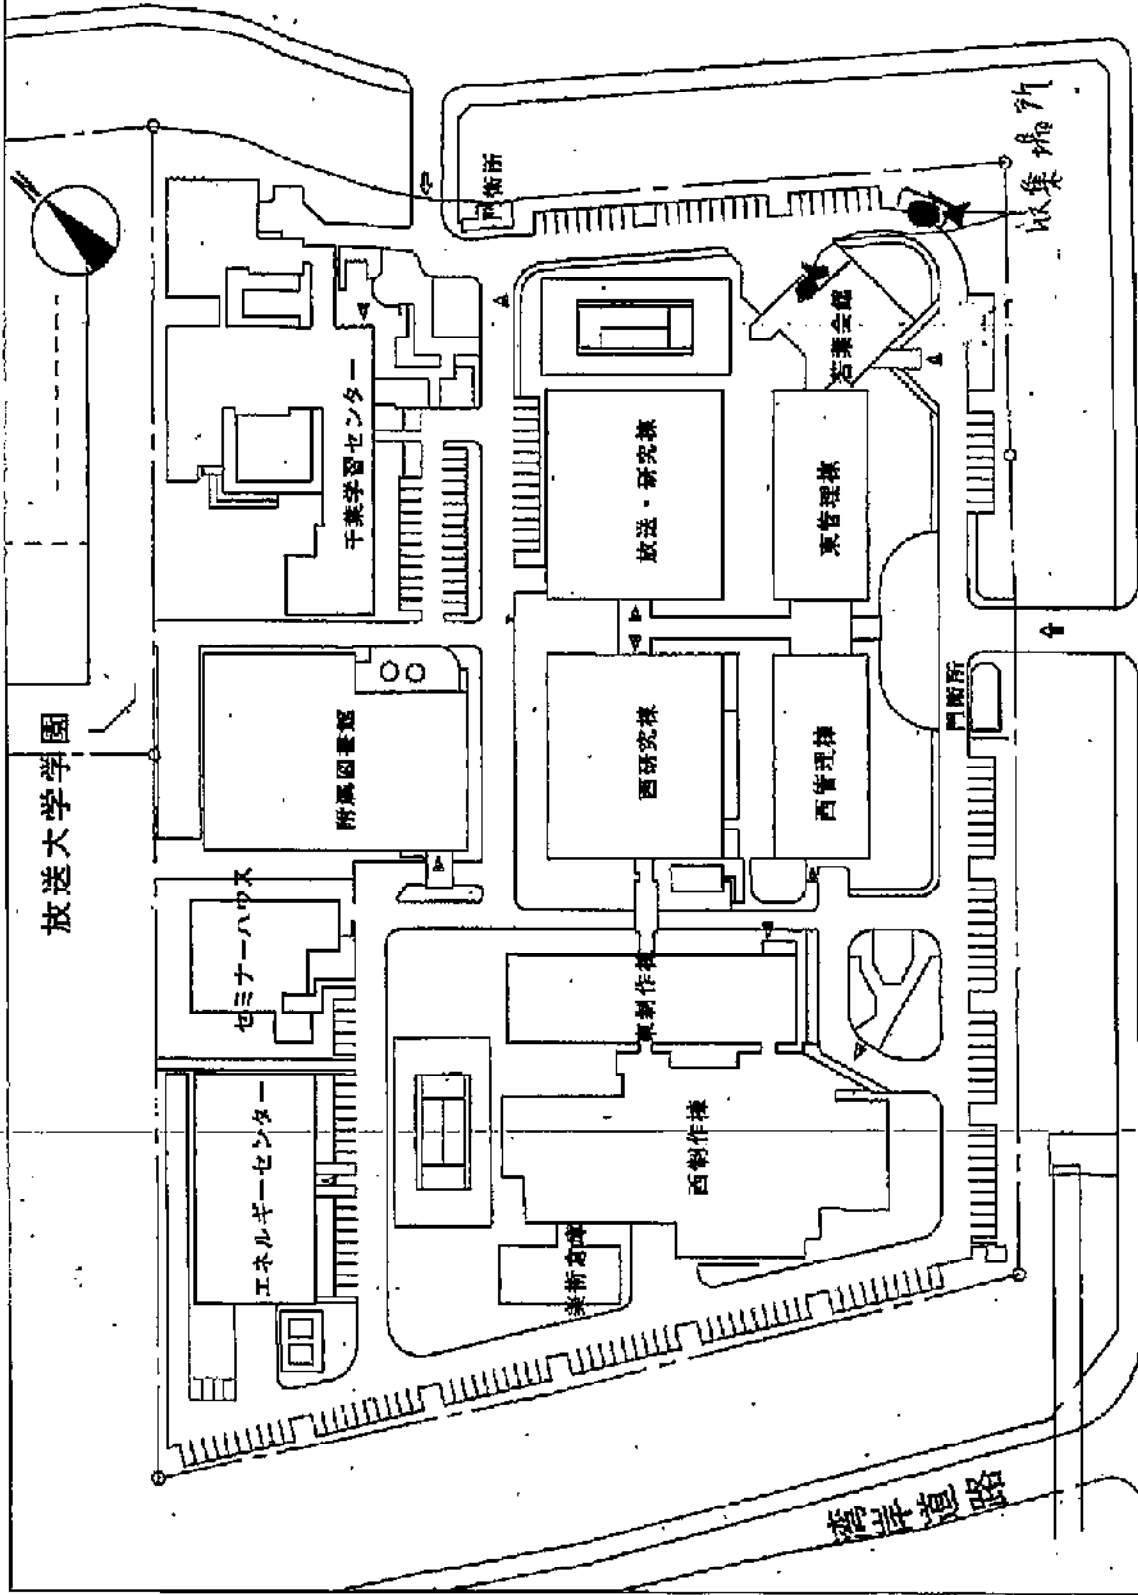 放送大学学園
エネルギーセンター
セミナーハウス
附属図書館
千葉学習センター
門衛所
美術倉庫
西制作棟
東制作棟
西研究棟
放送・研究棟
西管理棟
東管理棟
若葉会館
門衛所
収集場所
湾岸道路